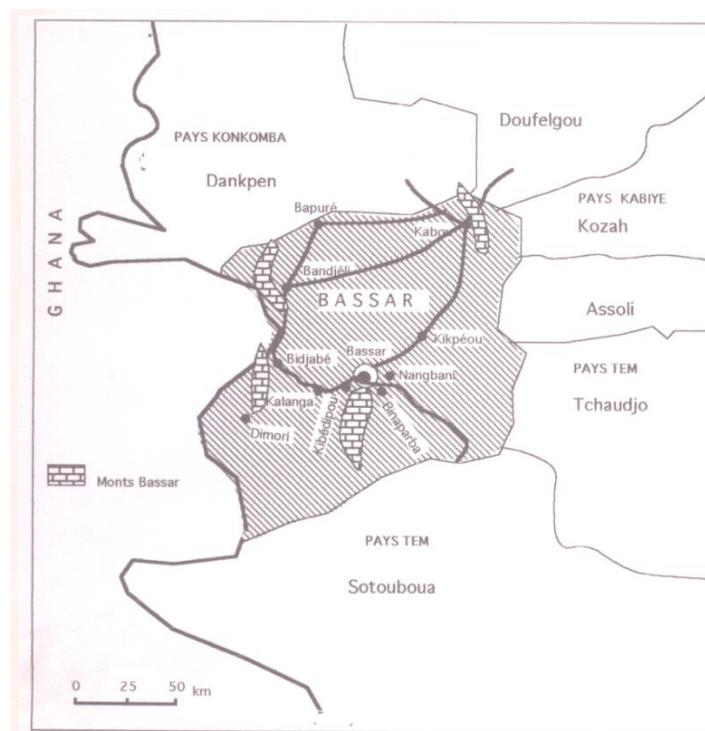 Doufelgou
PAYS KONKOMBA
Dankpen
PAYS KABIYE
Kozah
Bapuré
Kabou
GHANA
Bandjéli
BASSAR
Assoli
Kikpéou
Bidjabé
Bassar
Nangbani
PAYS TEM
Tchaudjo
Kalanga
Kibédipou
Binaparba
Dimori
Monts Bassar
PAYS TEM
Sotouboua
0 25 50 km